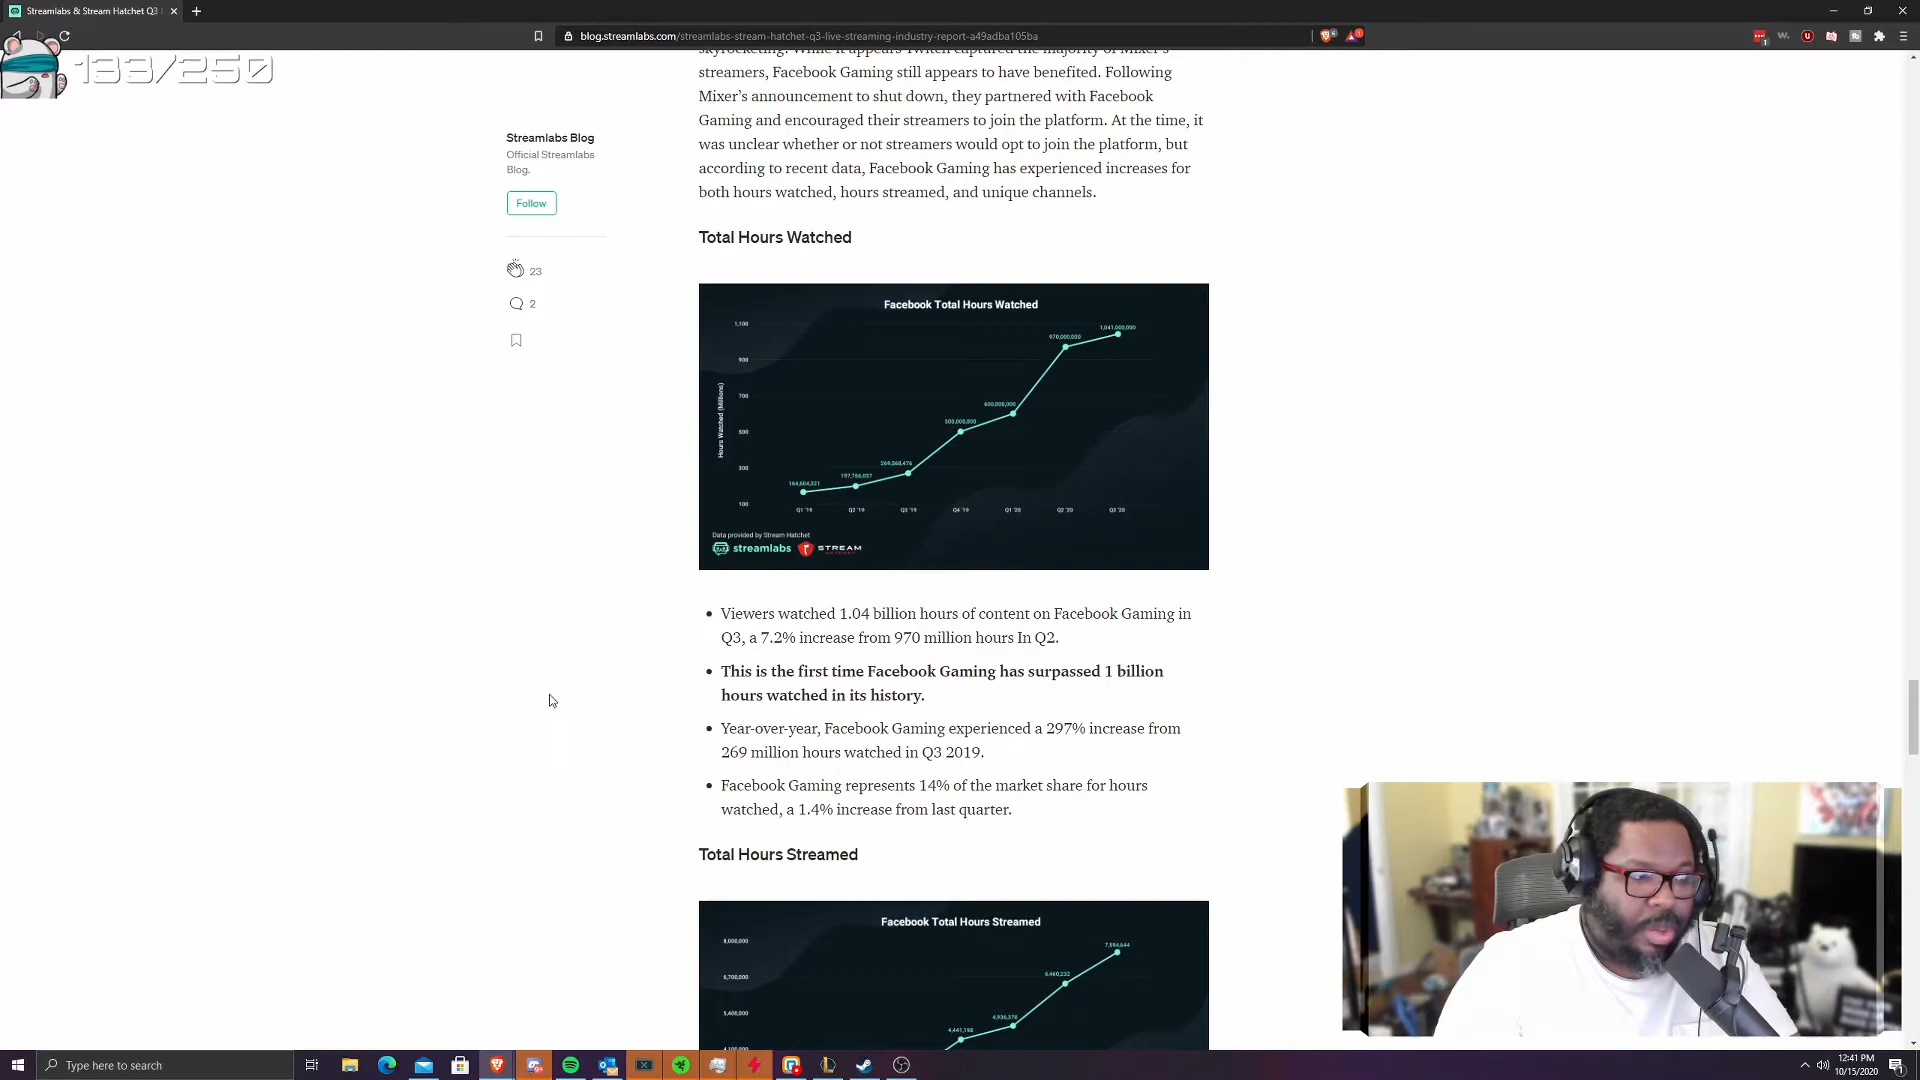 Streamlabs & Stream Hatchet Q3
blog.streamlabs.com/streamlabs-stream-hatchet-q3-live-streaming-industry-report-a49adba105ba
133/250
skyrocketing. While it appears Twitch captured the majority of Mixer's
streamers, Facebook Gaming still appears to have benefited. Following
Mixer's announcement to shut down, they partnered with Facebook
Gaming and encouraged their streamers to join the platform. At the time, it
was unclear whether or not streamers would opt to join the platform, but
according to recent data, Facebook Gaming has experienced increases for
both hours watched, hours streamed, and unique channels.
Streamlabs Blog
Official Streamlabs
Blog.
Follow
23
2
Total Hours Watched
Facebook Total Hours Watched
1,100
900
700
500
300
100
Hours Watched (Millions)
164,604,321
197,766,057
269,068,476
500,000,000
600,000,000
970,000,000
1,041,000,000
Q1 '19
Q2 '19
Q3 '19
Q4 '19
Q1 '20
Q2 '20
Q3 '20
Data provided by Stream Hatchet
streamlabs STREAM HATCHET
• Viewers watched 1.04 billion hours of content on Facebook Gaming in
Q3, a 7.2% increase from 970 million hours In Q2.
• This is the first time Facebook Gaming has surpassed 1 billion
hours watched in its history.
• Year-over-year, Facebook Gaming experienced a 297% increase from
269 million hours watched in Q3 2019.
• Facebook Gaming represents 14% of the market share for hours
watched, a 1.4% increase from last quarter.
Total Hours Streamed
Facebook Total Hours Streamed
8,000,000
6,700,000
5,400,000
4,441,198
4,936,378
6,460,232
7,594,644
Type here to search
12:41 PM
10/15/2020